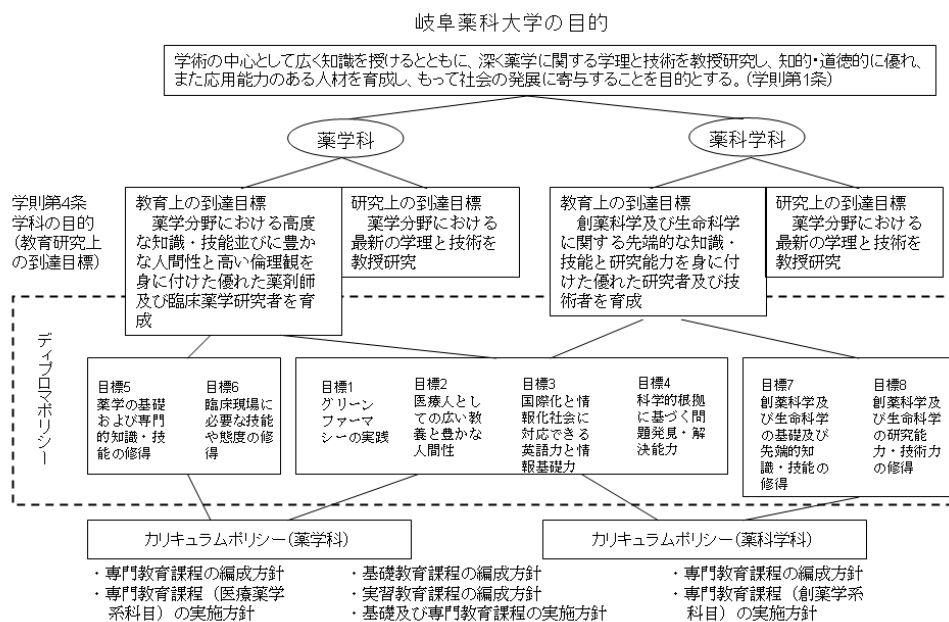 岐阜薬科大学の目的
学術の中心として広く知識を授けるとともに、深く薬学に関する学理と技術を教授研究し、知的・道徳的に優れ、
また応用能力のある人材を育成し、もって社会の発展に寄与することを目的とする。（学則第1条）
薬学科
薬科学科
学則第4条
学科の目的
（教育研究上
の到達目標）
教育上の到達目標
薬学分野における高度
な知識・技能並びに豊か
な人間性と高い倫理観を
身に付けた優れた薬剤師
及び臨床薬学研究者を育
成
研究上の到達目標
薬学分野における
最新の学理と技術を
教授研究
教育上の到達目標
創薬科学及び生命科学
に関する先端的な知識・
技能と研究能力を身に付
けた優れた研究者及び技
術者を育成
研究上の到達目標
薬学分野における
最新の学理と技術を
教授研究
ディプロマポリシー
目標5
薬学の基礎
および専門
的知識・技
能の修得
目標6
臨床現場に
必要な技能
や態度の修
得
目標1
グリーン
ファーマ
シーの実践
目標2
医療人とし
ての広い教
養と豊かな
人間性
目標3
国際化と情
報化社会に
対応できる
英語力と情
報基礎力
目標4
科学的根拠
に基づく問
題発見・解
決能力
目標7
創薬科学及
び生命科学
の基礎及び
先端的知
識・技能の
修得
目標8
創薬科学及
び生命科学
の研究能
力・技術力
の修得
カリキュラムポリシー（薬学科）
カリキュラムポリシー（薬科学科）
・専門教育課程の編成方針
・専門教育課程（医療薬学
系科目）の実施方針
・基礎教育課程の編成方針
・実習教育課程の編成方針
・基礎及び専門教育課程の実施方針
・専門教育課程の編成方針
・専門教育課程（創薬学系
科目）の実施方針